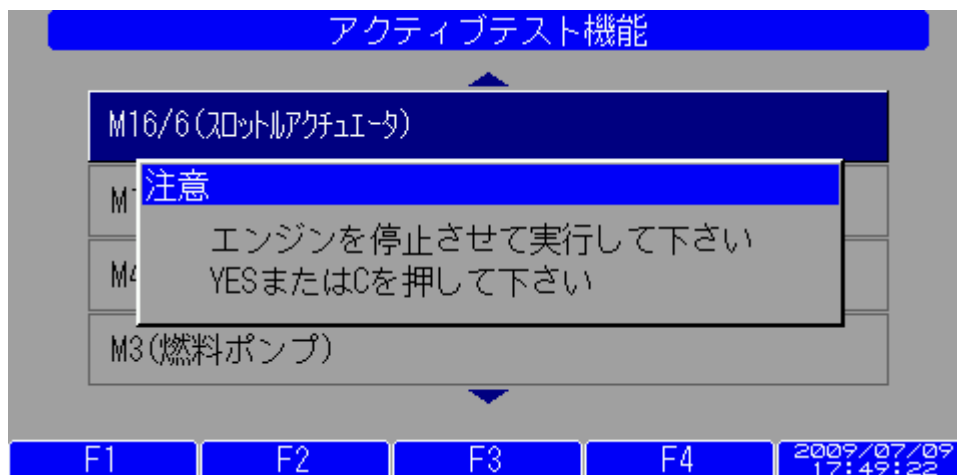 アクティブテスト機能
M16/6(スロットルアクチュエータ)
注意
エンジンを停止させて実行して下さい
YESまたはCを押して下さい
M3(燃料ポンプ)
F1 F2 F3 F4 2009/07/09
17:49:22